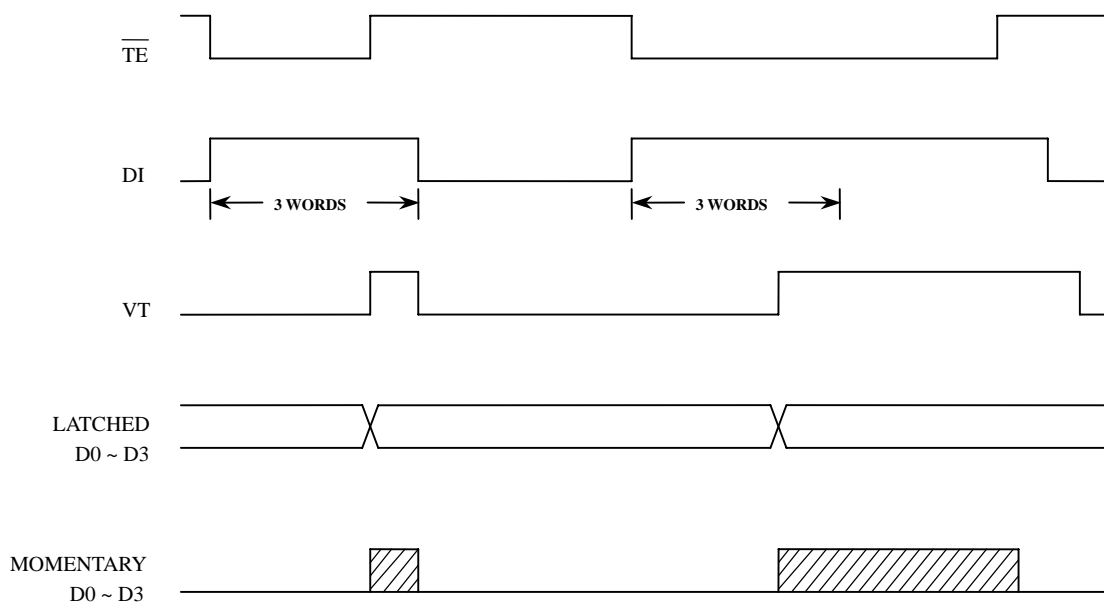 TE
DI
3 WORDS 3 WORDS
VT
LATCHED
D0 ~ D3
MOMENTARY
D0 ~ D3